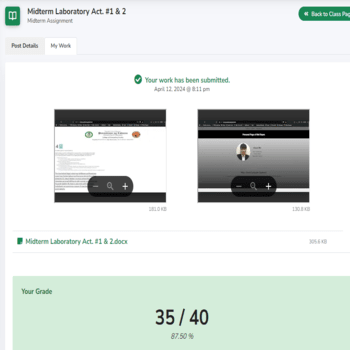 Midterm Laboratory Act. #1 & 2
Midterm Assignment
Back to Class Pag
Post Details
My Work
Your work has been submitted.
April 12, 2024 @ 8:11 pm
181.0 KB
130.8 KB
Midterm Laboratory Act. #1 & 2.docx
305.6 KB
Your Grade
35 / 40
87.50 %